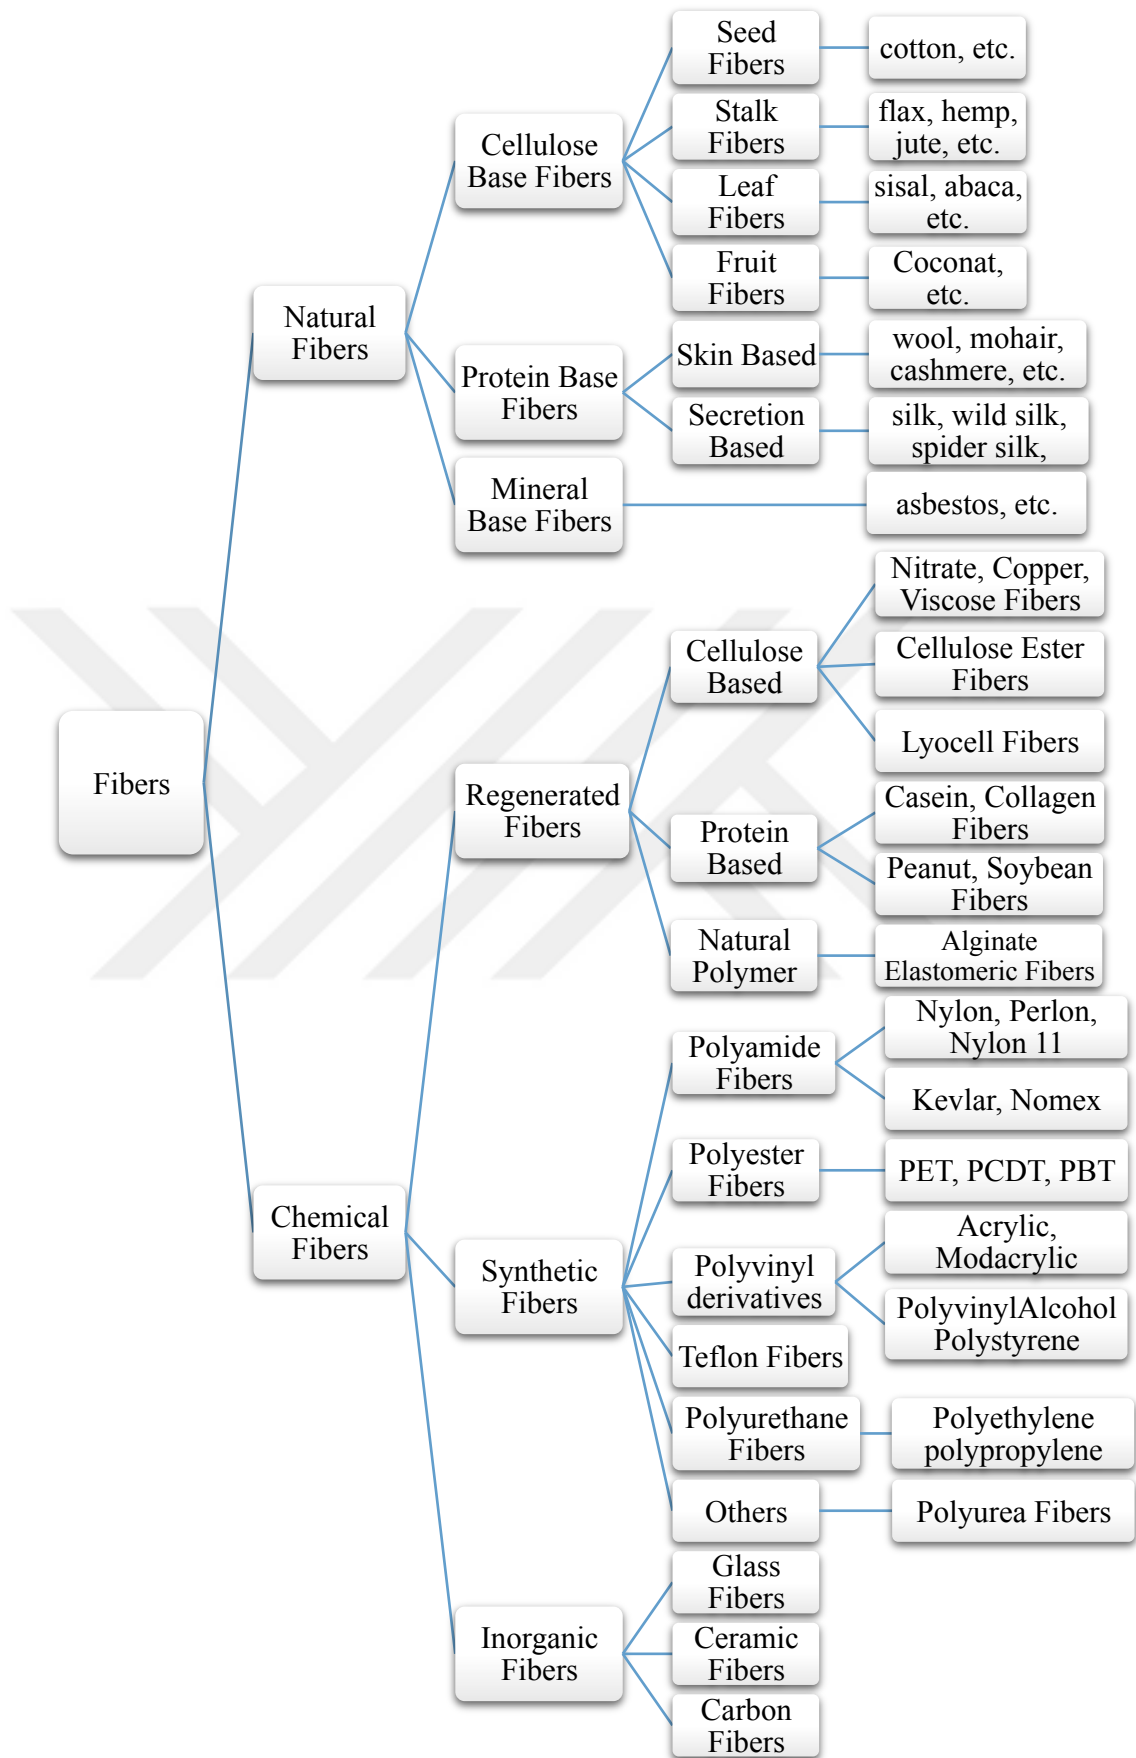 Fibers
Natural
Fibers
Cellulose
Base Fibers
Seed
Fibers
cotton, etc.
Stalk
Fibers
flax, hemp,
jute, etc.
Leaf
Fibers
sisal, abaca,
etc.
Fruit
Fibers
Coconat,
etc.
Protein Base
Fibers
Skin Based
wool, mohair,
cashmere, etc.
Secretion
Based
silk, wild silk,
spider silk,
Mineral
Base Fibers
asbestos, etc.
Chemical
Fibers
Regenerated
Fibers
Cellulose
Based
Nitrate, Copper,
Viscose Fibers
Cellulose Ester
Fibers
Lyocell Fibers
Protein
Based
Casein, Collagen
Fibers
Peanut, Soybean
Fibers
Natural
Polymer
Alginate
Elastomeric Fibers
Synthetic
Fibers
Polyamide
Fibers
Nylon, Perlon,
Nylon 11
Kevlar, Nomex
Polyester
Fibers
PET, PCDT, PBT
Polyvinyl
derivatives
Acrylic,
Modacrylic
PolyvinylAlcohol
Polystyrene
Teflon Fibers
Polyurethane
Fibers
Polyethylene
polypropylene
Others
Polyurea Fibers
Inorganic
Fibers
Glass
Fibers
Ceramic
Fibers
Carbon
Fibers